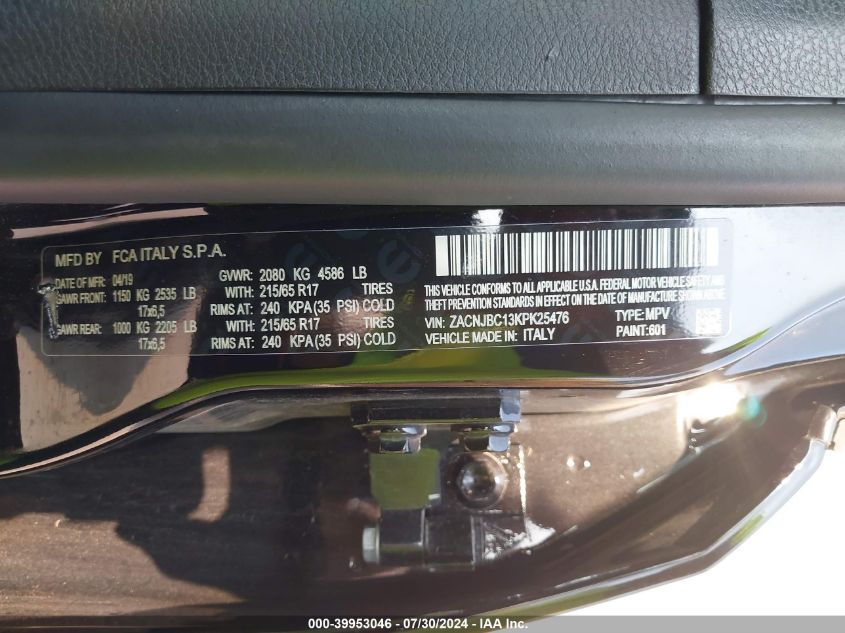 MFD BY FCA ITALY S.P.A.
DATE OF MFR 04/19 GVWR: 2080 KG 4586 LB
GAWR FRONT: 1150 KG 2535 LB WITH: 215/65 R17 TIRES
17x6,5 RIMS AT: 240 KPA (35 PSI) COLD
GAWR REAR: 1000 KG 2205 LB WITH: 215/65 R17 TIRES
17x6,5 RIMS AT: 240 KPA (35 PSI) COLD
THIS VEHICLE CONFORMS TO ALL APPLICABLE U.S.A. FEDERAL MOTOR VEHICLE SAFETY AND
THEFT PREVENTION STANDARDS IN EFFECT ON THE DATE OF MANUFACTURE SHOWN ABOVE.
VIN: ZACNJBC13KPK25476 TYPE: MPV
VEHICLE MADE IN: ITALY PAINT: 601
000-39953046 / 07/30/2024 - IAA Inc.